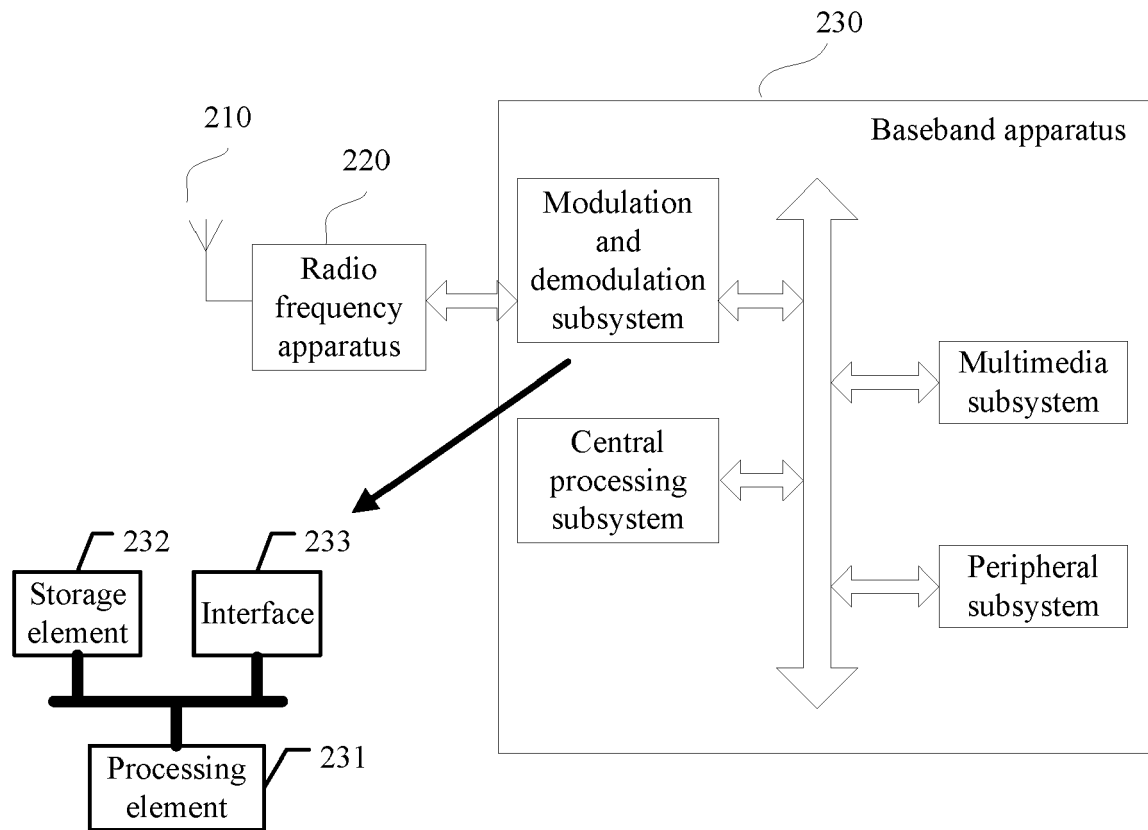 230
210
Baseband apparatus
220
Modulation
and
demodulation
subsystem
Radio
frequency
apparatus
Multimedia
subsystem
Central
processing
subsystem
232
233
Storage
element
Interface
Peripheral
subsystem
231
Processing
element